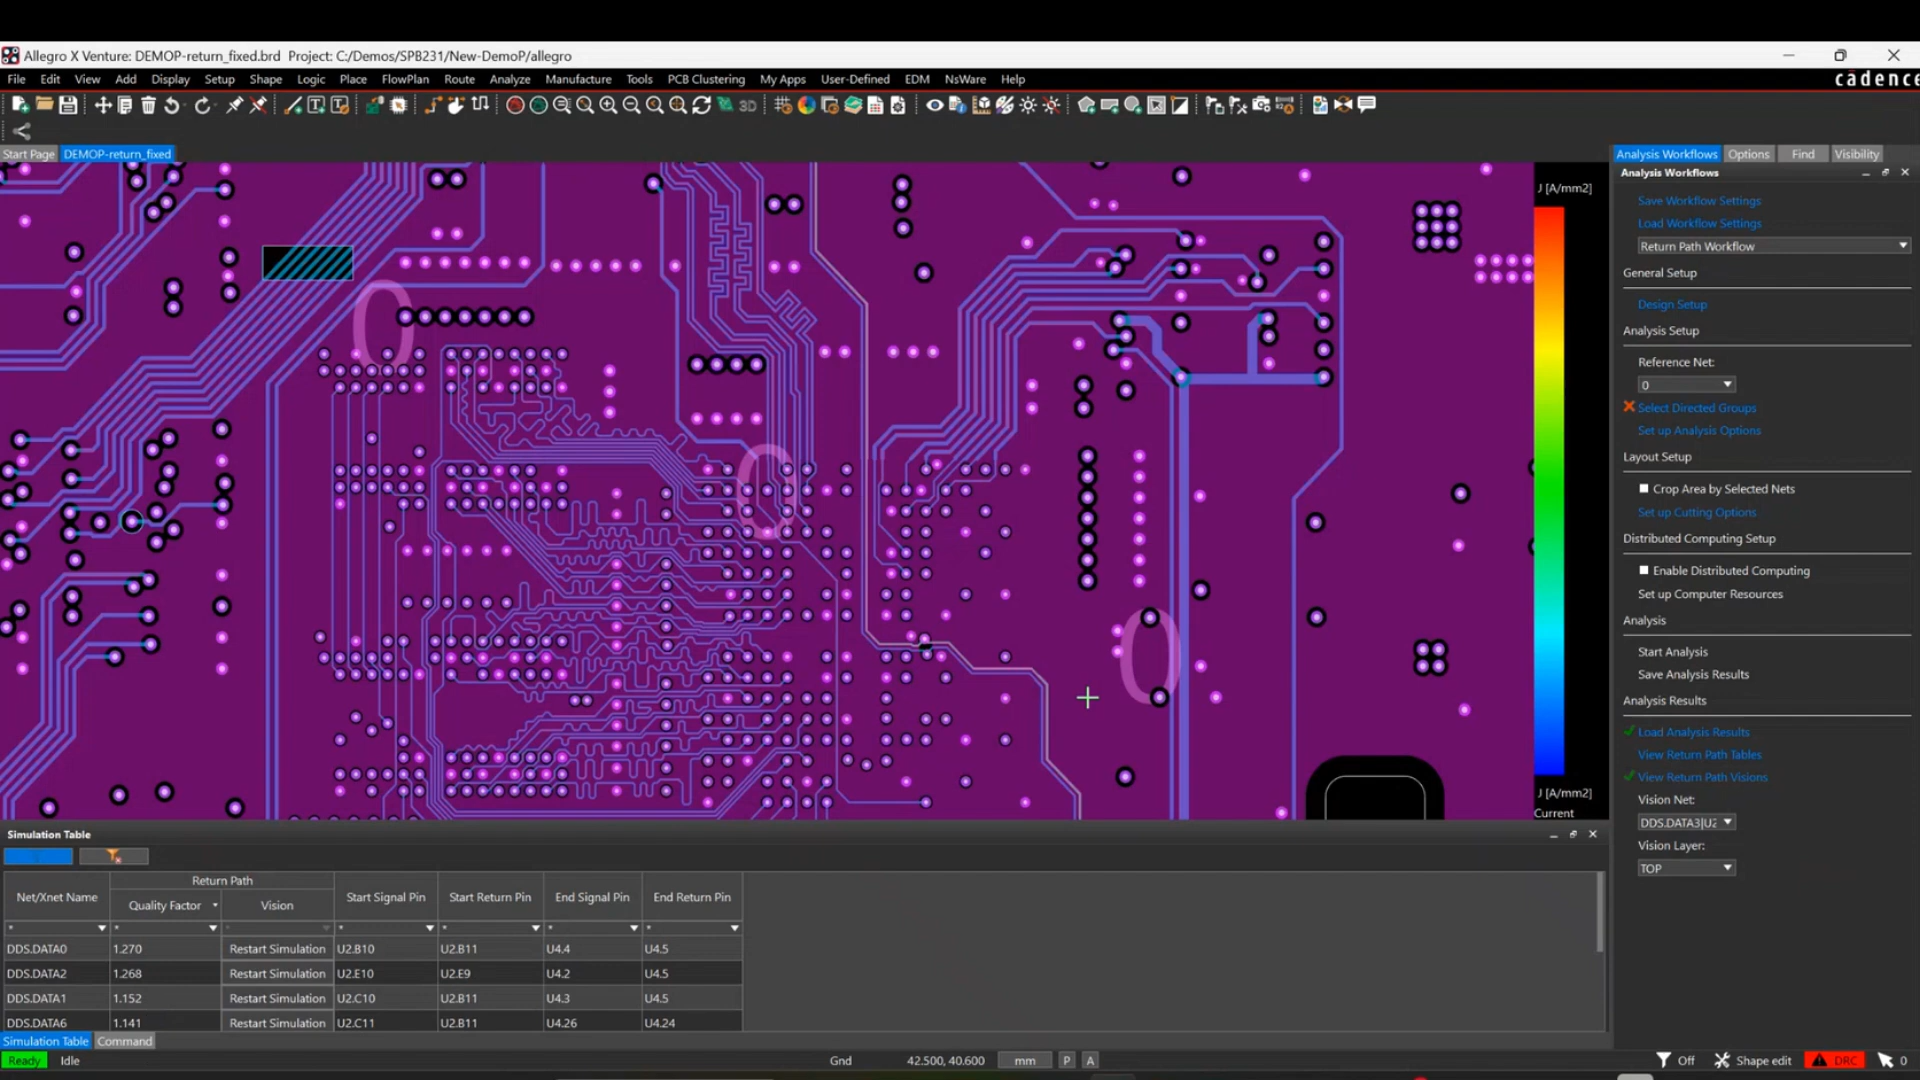 Allegro X Venture: DEMOP-return_fixed.brd Project: C:/Demos/SPB231/New-DemoP/allegro
File Edit View Add Display Setup Shape Logic Place FlowPlan Route Analyze Manufacture Tools PCB Clustering My Apps User-Defined EDM NsWare Help
cādence
3D
Start Page DEMOP-return_fixed
Analysis Workflows Options Find Visibility
Analysis Workflows
Save Workflow Settings
Load Workflow Settings
Return Path Workflow
General Setup
Design Setup
Analysis Setup
Reference Net:
0
Select Directed Groups
Set up Analysis Options
Layout Setup
Crop Area by Selected Nets
Set up Cutting Options
Distributed Computing Setup
Enable Distributed Computing
Set up Computer Resources
Analysis
Start Analysis
Save Analysis Results
Analysis Results
Load Analysis Results
View Return Path Tables
View Return Path Visions
Vision Net:
DDS.DATA3|U2
Vision Layer:
TOP
J [A/mm2]
0
0
0
J [A/mm2]
Current
Simulation Table
Net/Xnet Name Return Path Start Signal Pin Start Return Pin End Signal Pin End Return Pin
Quality Factor Vision
* * * * * * *
DDS.DATA0 1.270 Restart Simulation U2.B10 U2.B11 U4.4 U4.5
DDS.DATA2 1.268 Restart Simulation U2.E10 U2.E9 U4.2 U4.5
DDS.DATA1 1.152 Restart Simulation U2.C10 U2.B11 U4.3 U4.5
DDS.DATA6 1.141 Restart Simulation U2.C11 U2.B11 U4.26 U4.24
Simulation Table Command
Ready Idle Gnd 42.500, 40.600 mm P A Off Shape edit DRC 0